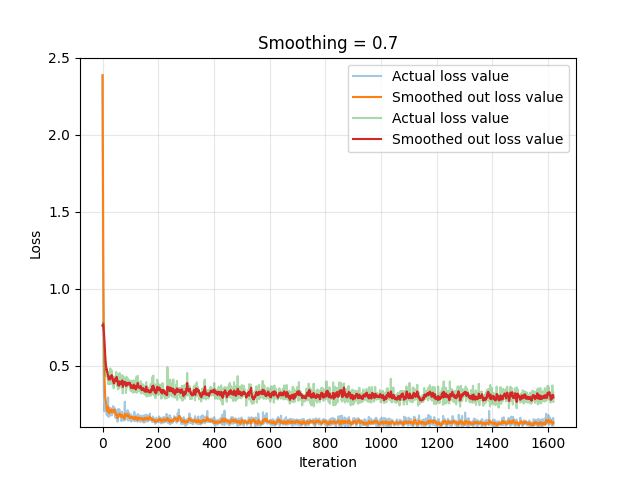 Smoothing = 0.7
Actual loss value
Smoothed out loss value
Actual loss value
Smoothed out loss value
2.5
2.0
1.5
1.0
0.5
Loss
0 200 400 600 800 1000 1200 1400 1600
Iteration